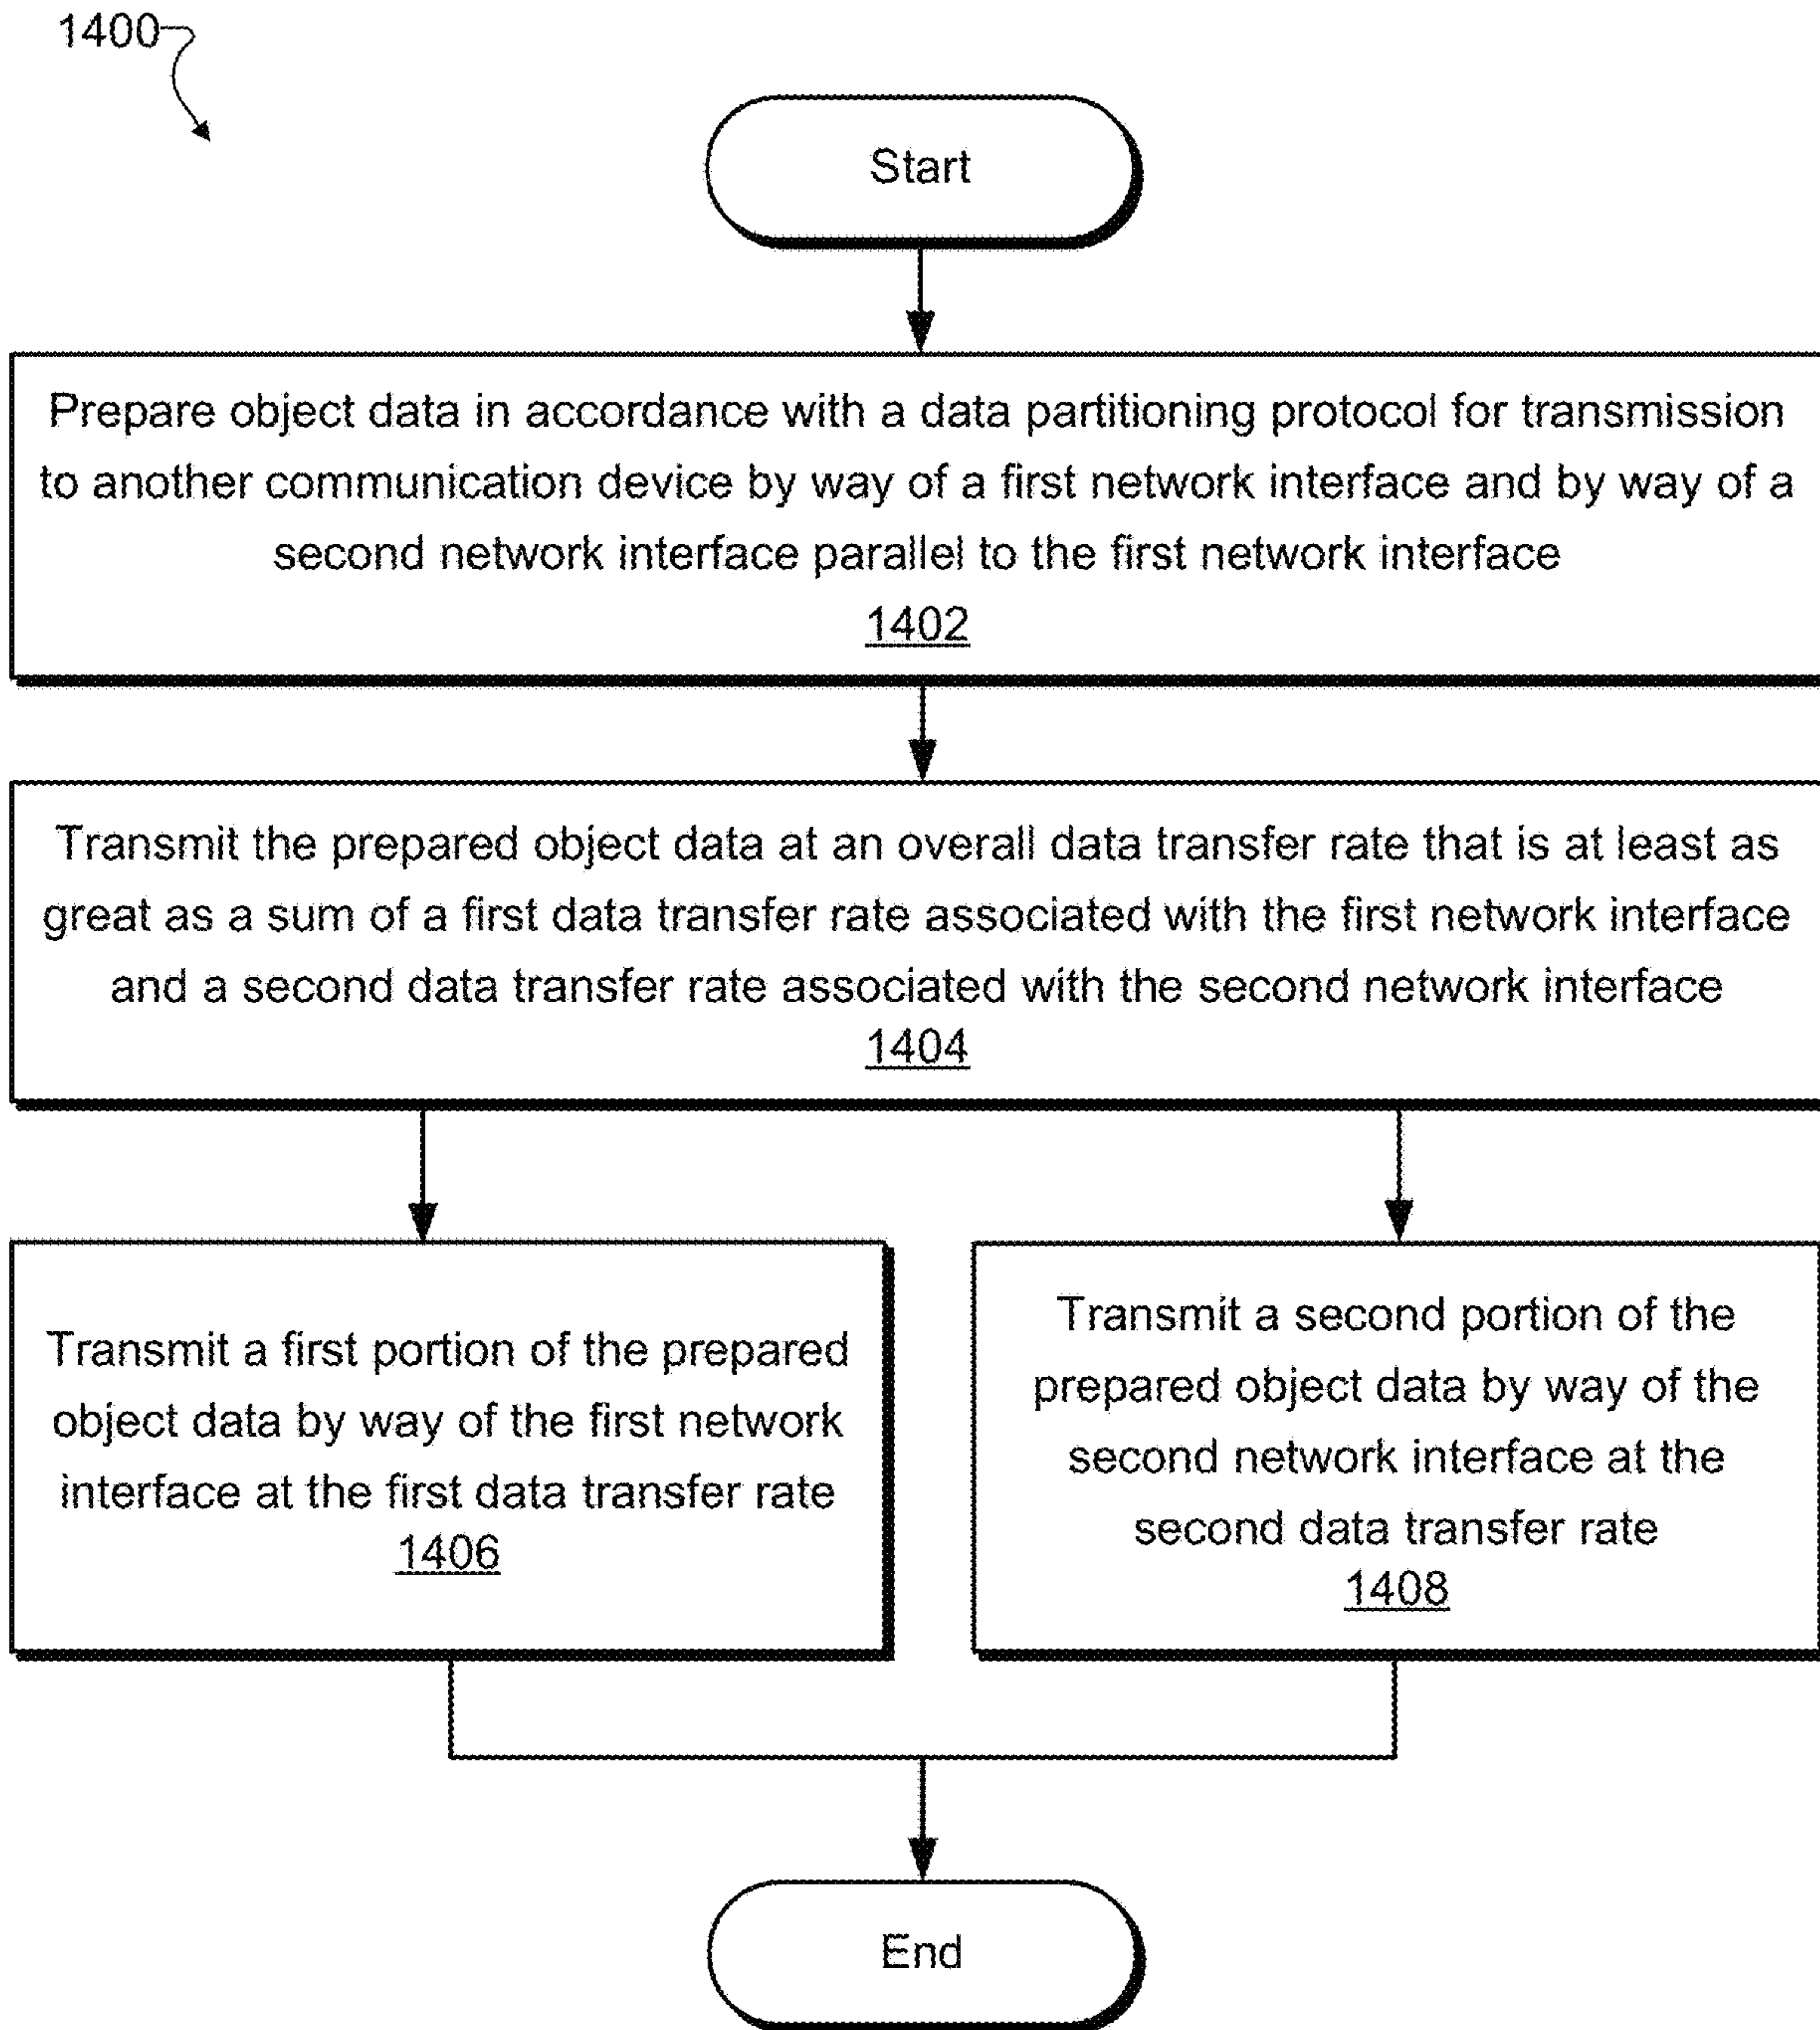 1400
Start
Prepare object data in accordance with a data partitioning protocol for transmission
to another communication device by way of a first network interface and by way of a
second network interface parallel to the first network interface
1402
Transmit the prepared object data at an overall data transfer rate that is at least as
great as a sum of a first data transfer rate associated with the first network interface
and a second data transfer rate associated with the second network interface
1404
Transmit a first portion of the prepared
object data by way of the first network
interface at the first data transfer rate
1406
Transmit a second portion of the
prepared object data by way of the
second network interface at the
second data transfer rate
1408
End